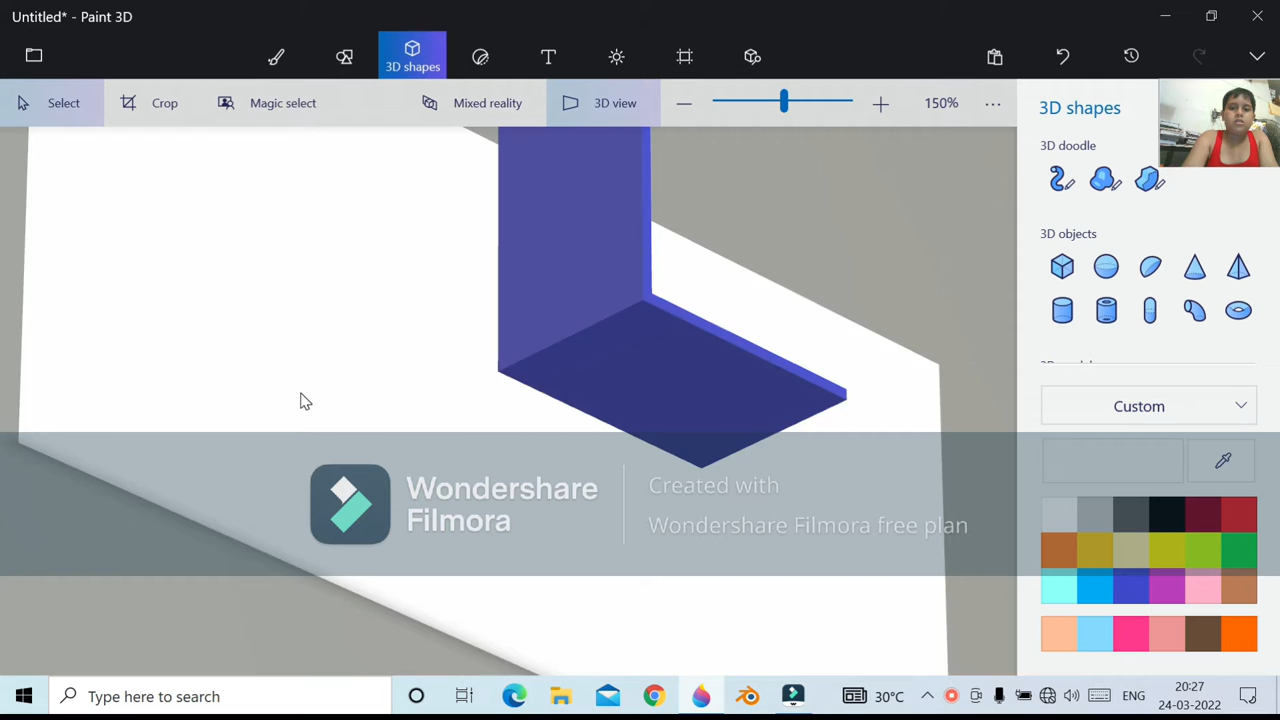 Untitled* - Paint 3D
3D shapes
Select
Crop
Magic select
Mixed reality
3D view
150%
3D shapes
3D doodle
3D objects
Custom
Wondershare
Filmora
Created with
Wondershare Filmora free plan
Type here to search
30°C
ENG
20:27
24-03-2022